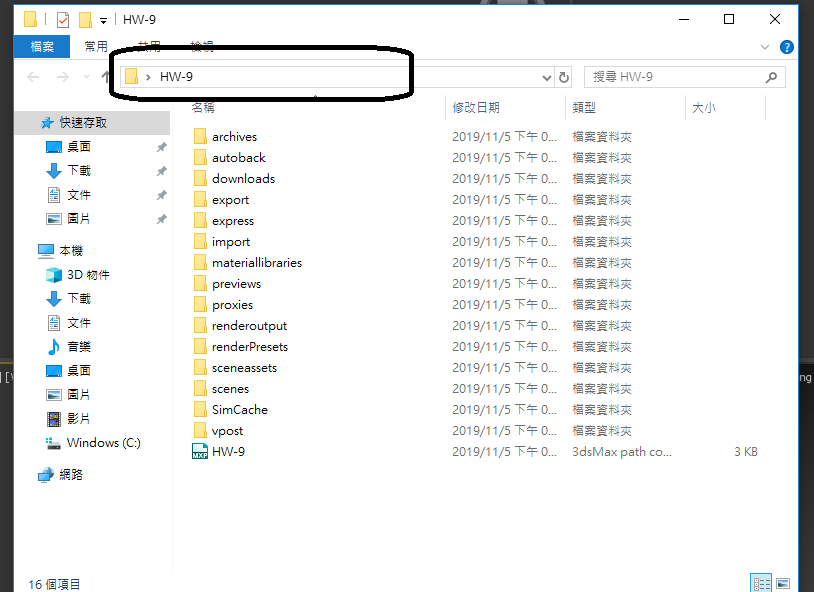 HW-9
檔案 常用 共用 檢視
HW-9 搜尋 HW-9
名稱 修改日期 類型 大小
快速存取
桌面
下載
文件
圖片
本機
3D 物件
下載
文件
音樂
桌面
圖片
影片
Windows (C:)
網路
archives 2019/11/5 下午 0... 檔案資料夾
autoback 2019/11/5 下午 0... 檔案資料夾
downloads 2019/11/5 下午 0... 檔案資料夾
export 2019/11/5 下午 0... 檔案資料夾
express 2019/11/5 下午 0... 檔案資料夾
import 2019/11/5 下午 0... 檔案資料夾
materiallibraries 2019/11/5 下午 0... 檔案資料夾
previews 2019/11/5 下午 0... 檔案資料夾
proxies 2019/11/5 下午 0... 檔案資料夾
renderoutput 2019/11/5 下午 0... 檔案資料夾
renderPresets 2019/11/5 下午 0... 檔案資料夾
sceneassets 2019/11/5 下午 0... 檔案資料夾
scenes 2019/11/5 下午 0... 檔案資料夾
SimCache 2019/11/5 下午 0... 檔案資料夾
vpost 2019/11/5 下午 0... 檔案資料夾
MXP HW-9 2019/11/5 下午 0... 3dsMax path co... 3 KB
16 個項目